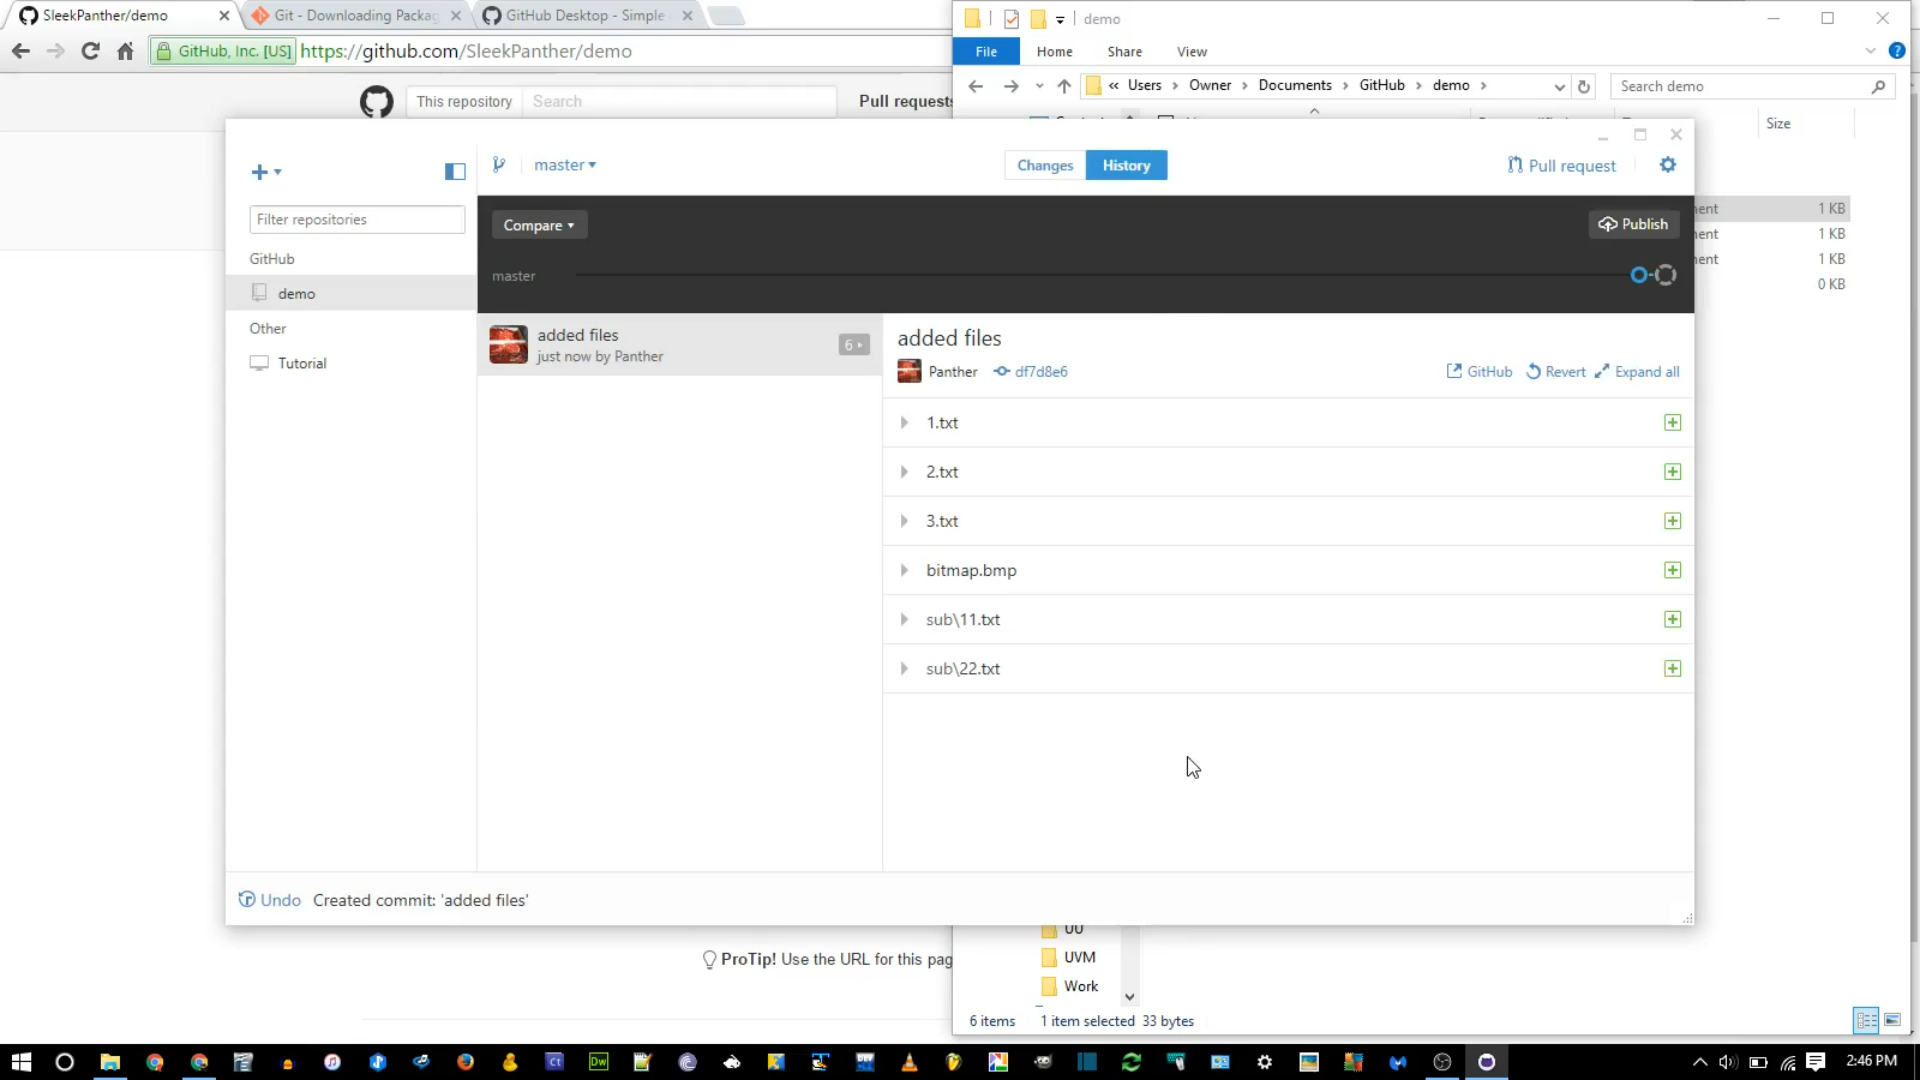 SleekPanther/demo
Git - Downloading Packag
GitHub Desktop - Simple
GitHub, Inc. [US]
https://github.com/SleekPanther/demo
This repository
Search
Pull requests
demo
File
Home
Share
View
« Users > Owner > Documents > GitHub > demo >
Search demo
Size
master
Changes
History
Pull request
Filter repositories
GitHub
demo
Other
Tutorial
Compare
Publish
master
added files
just now by Panther
6
added files
Panther
df7d8e6
GitHub
Revert
Expand all
1.txt
2.txt
3.txt
bitmap.bmp
sub\11.txt
sub\22.txt
Undo
Created commit: 'added files'
1 KB
1 KB
1 KB
0 KB
ProTip! Use the URL for this pag
UU
UVM
Work
6 items
1 item selected 33 bytes
2:46 PM